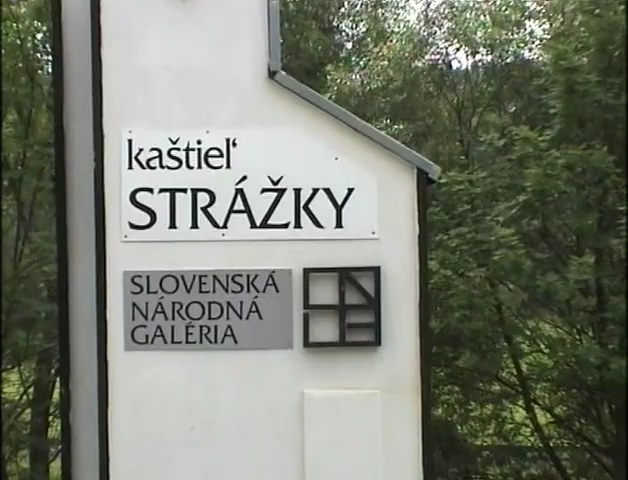 kaštieľ
STRÁŽKY
SLOVENSKÁ
NÁRODNÁ
GALÉRIA